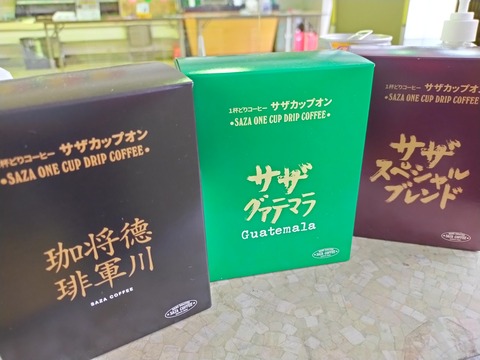 1杯どりコーヒー サザカップオン
•SAZA ONE CUP DRIP COFFEE•
徳川
将軍
珈琲
SAZA COFFEE
1杯どりコーヒー サザカップオン
•SAZA ONE CUP DRIP COFFEE•
サザ
グァテマラ
Guatemala
SAZA COFFEE
1杯どりコーヒー サザカップオン
•SAZA ONE CUP DRIP COFFEE•
サザ
スペシャル
ブレンド
SAZA COFFEE